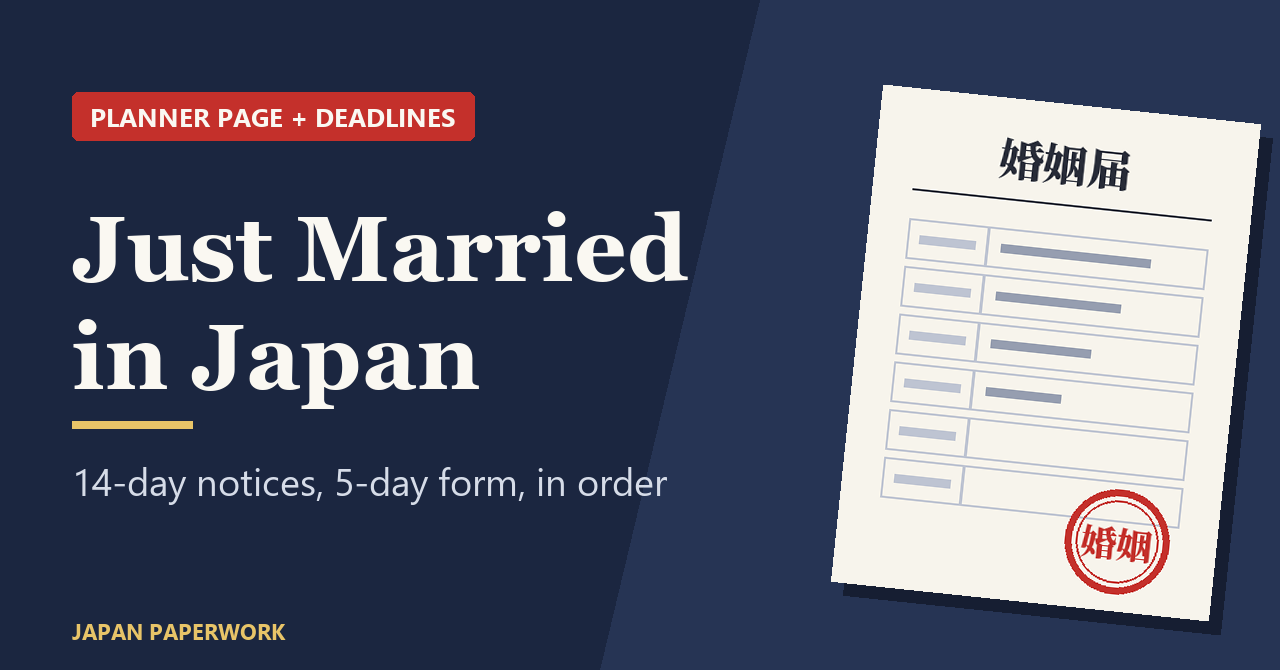 PLANNER PAGE + DEADLINES
Just Married
in Japan
14-day notices, 5-day form, in order
JAPAN PAPERWORK
婚姻届
婚姻